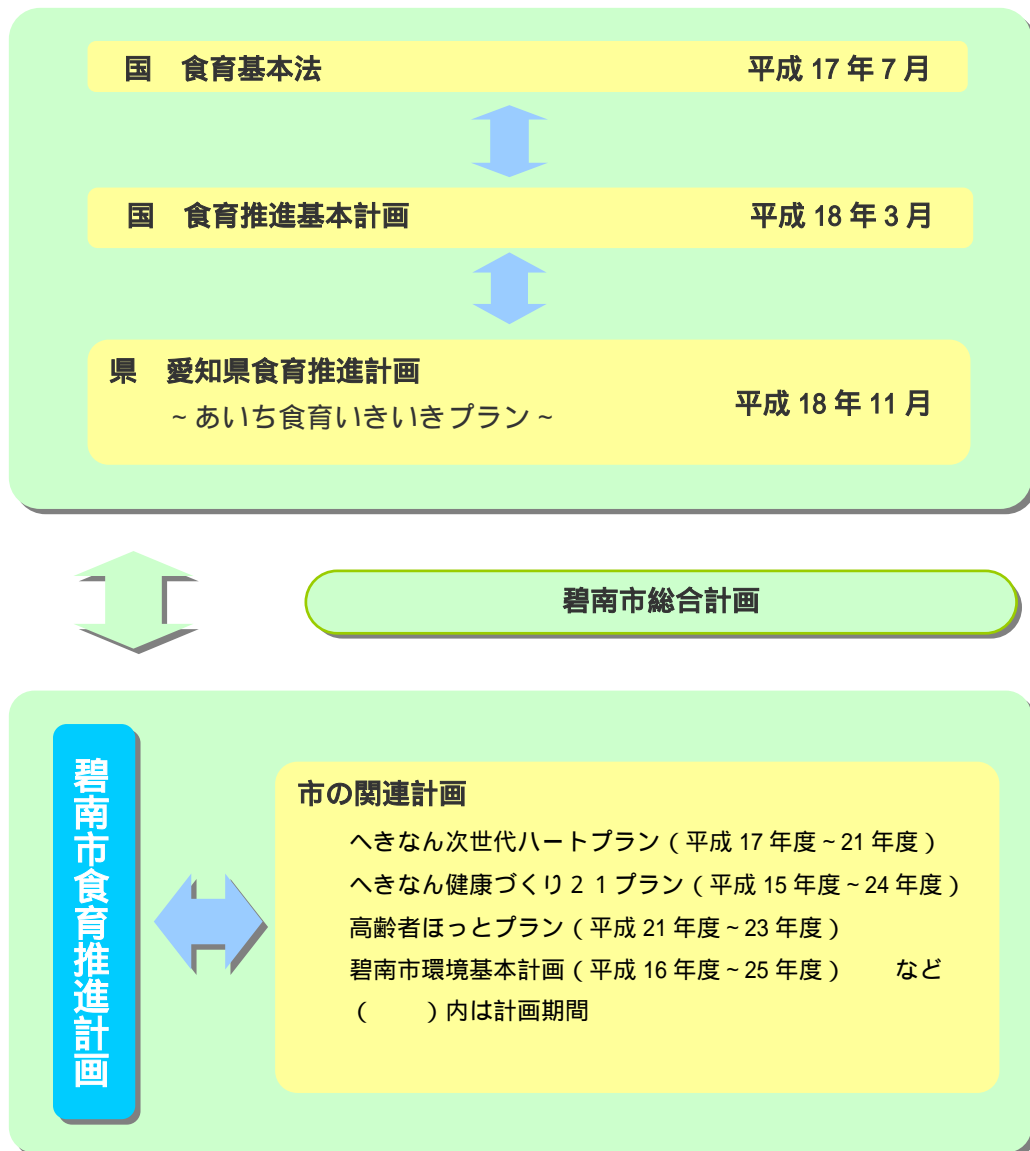 国 食育基本法 平成 17 年 7 月
国 食育推進基本計画 平成 18 年 3 月
県 愛知県食育推進計画
~あいち食育いきいきプラン~
平成 18 年 11 月
碧南市総合計画
碧南市食育推進計画
市の関連計画
へきなん次世代ハートプラン(平成 17 年度~21 年度)
へきなん健康づくり21プラン(平成 15 年度~24 年度)
高齢者ほっとプラン(平成 21 年度~23 年度)
碧南市環境基本計画(平成 16 年度~25 年度) など
(  )内は計画期間